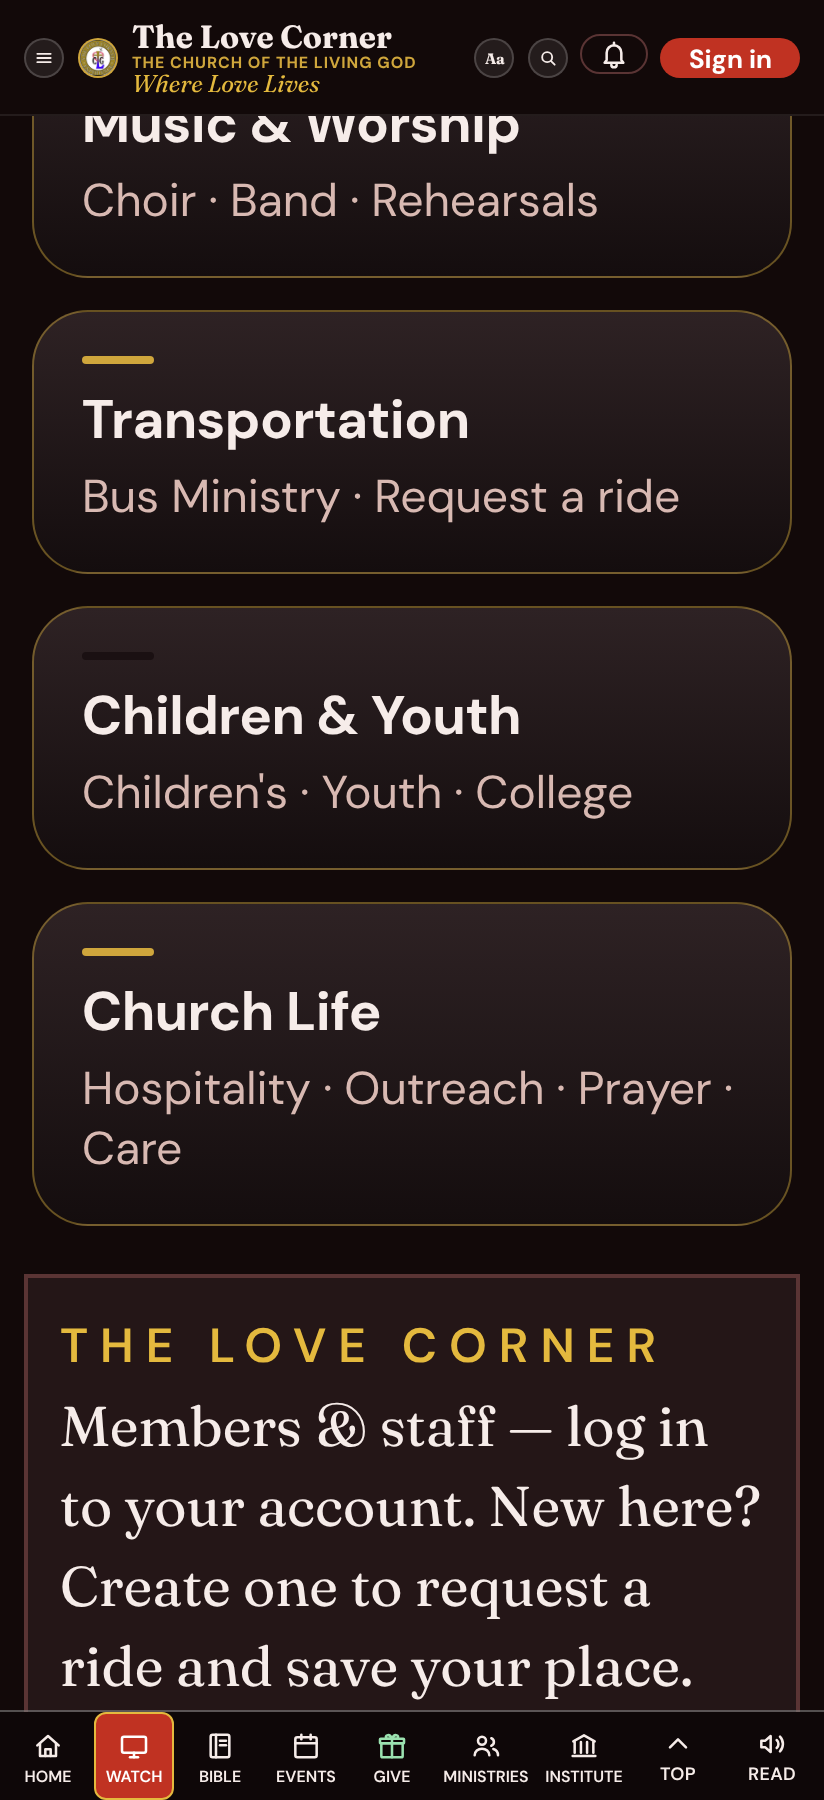 The Love Corner
THE CHURCH OF THE LIVING GOD
Where Love Lives
Aa
Sign in
Music & Worship
Choir · Band · Rehearsals
Transportation
Bus Ministry · Request a ride
Children & Youth
Children's · Youth · College
Church Life
Hospitality · Outreach · Prayer ·
Care
THE LOVE CORNER
Members & staff — log in
to your account. New here?
Create one to request a
ride and save your place.
HOME
WATCH
BIBLE
EVENTS
GIVE
MINISTRIES
INSTITUTE
TOP
READ